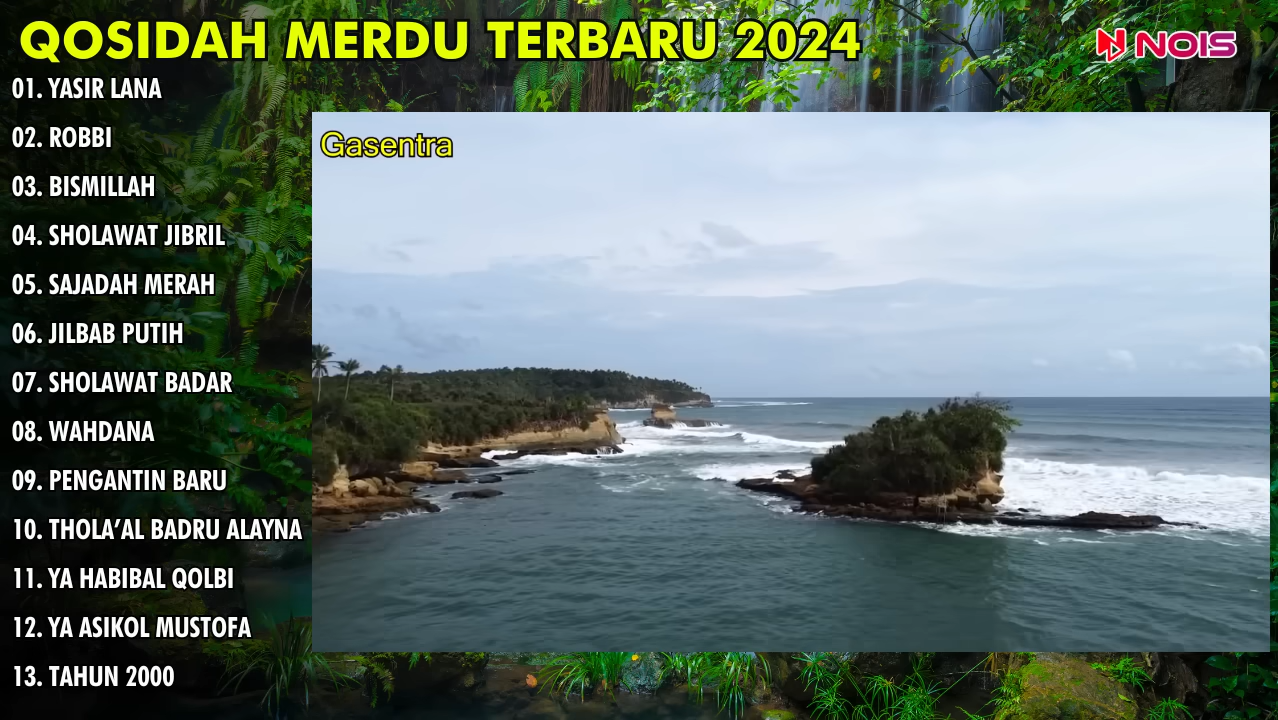 QOSIDAH MERDU TERBARU 2024
NOIS
01. YASIR LANA
02. ROBBI
03. BISMILLAH
04. SHOLAWAT JIBRIL
05. SAJADAH MERAH
06. JILBAB PUTIH
07. SHOLAWAT BADAR
08. WAHDANA
09. PENGANTIN BARU
10. THOLA’AL BADRU ALAYNA
11. YA HABIBAL QOLBI
12. YA ASIKOL MUSTOFA
13. TAHUN 2000
Gasentra